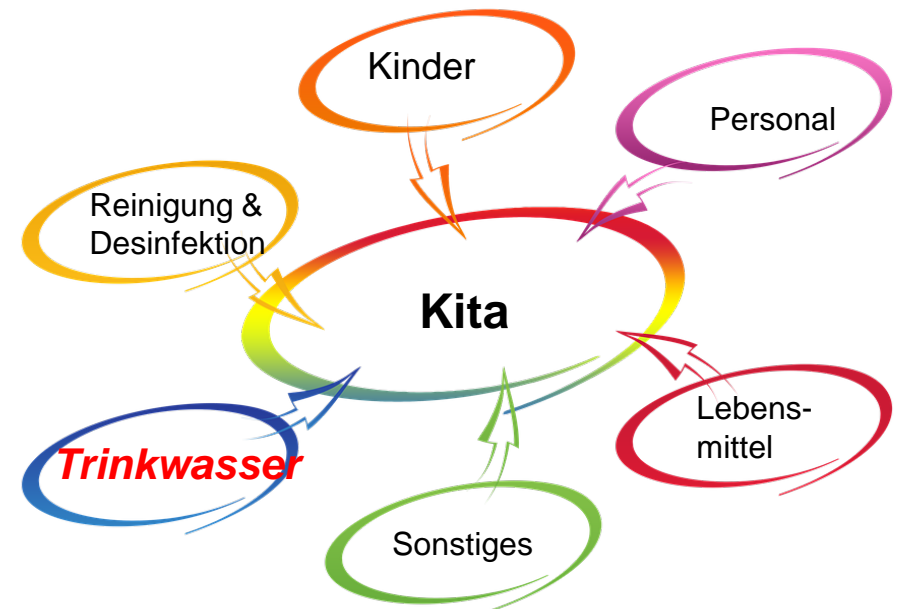 Kinder
Personal
Reinigung &
Desinfektion
Kita
Lebens-
mittel
Trinkwasser
Sonstiges